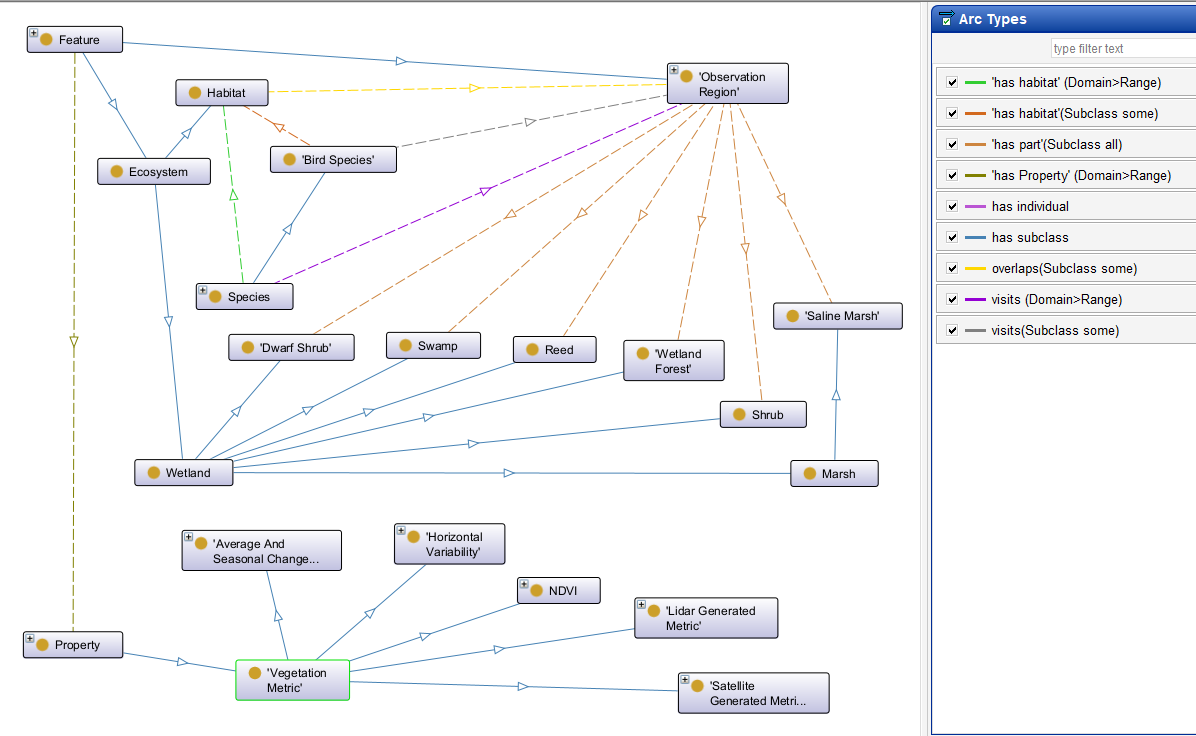 Feature
Habitat
'Observation
Region'
'Bird Species'
Ecosystem
Species
'Saline Marsh'
'Dwarf Shrub'
Swamp
Reed
'Wetland
Forest'
Shrub
Wetland
Marsh
'Average And
Seasonal Change...
'Horizontal
Variability'
NDVI
'Lidar Generated
Metric'
Property
'Vegetation
Metric'
'Satellite
Generated Metri...
Arc Types
type filter text
'has habitat' (Domain>Range)
'has habitat'(Subclass some)
'has part'(Subclass all)
'has Property' (Domain>Range)
has individual
has subclass
overlaps(Subclass some)
visits (Domain>Range)
visits(Subclass some)